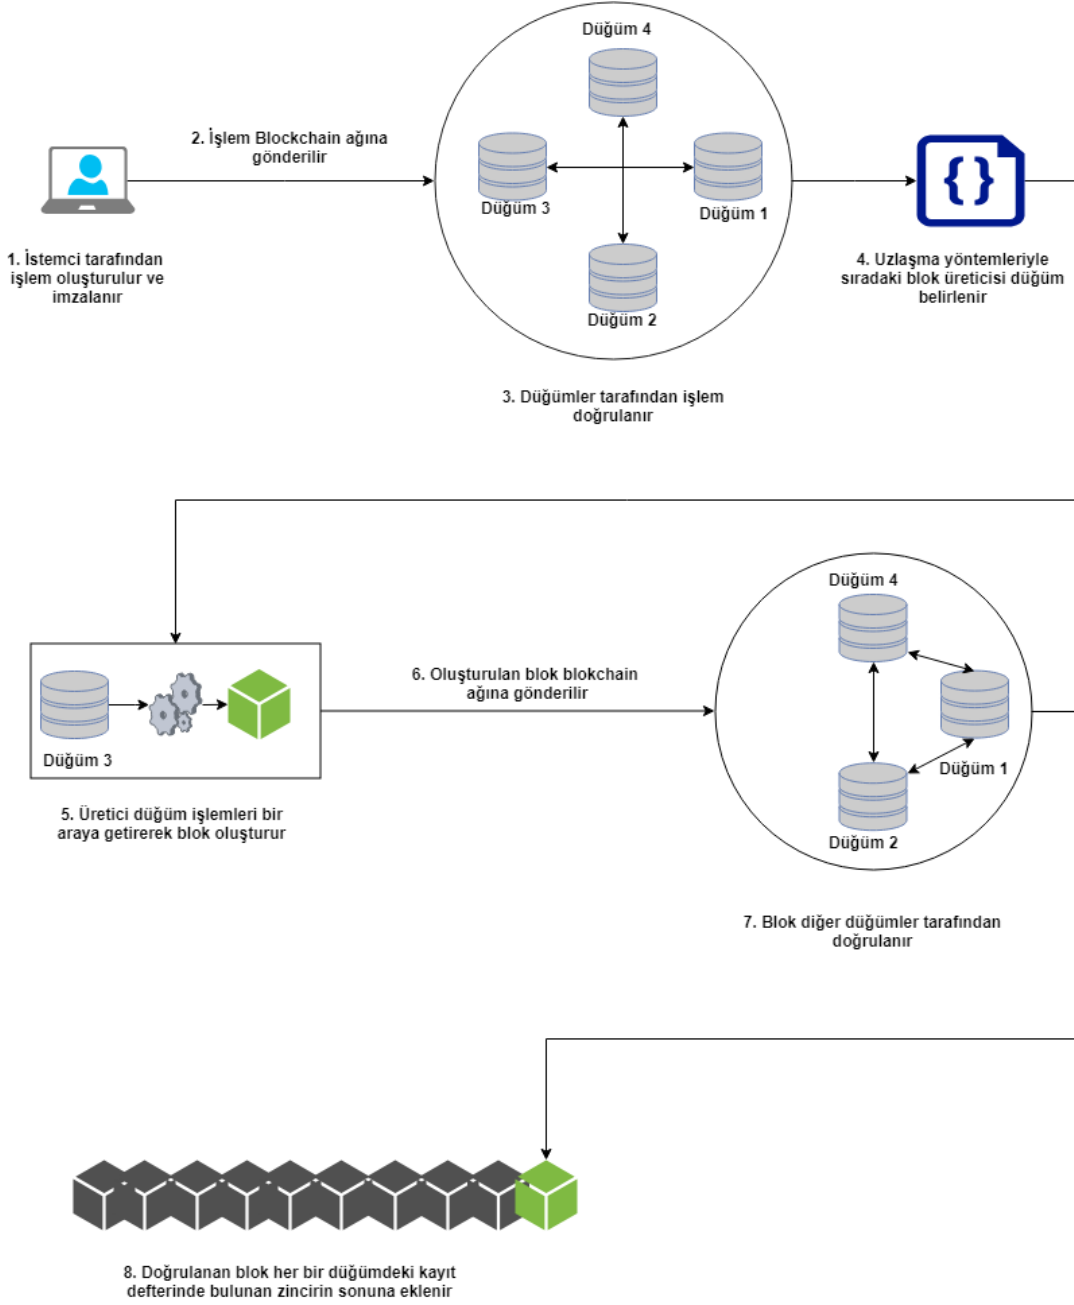 Düğüm 4
2. İşlem Blockchain ağına
gönderilir
Düğüm 3
Düğüm 1
Düğüm 2
1. İstemci tarafından
işlem oluşturulur ve
imzalanır
4. Uzlaşma yöntemleriyle
sıradaki blok üreticisi düğüm
belirlenir
3. Düğümler tarafından işlem
doğrulanır
Düğüm 3
5. Üretici düğüm işlemleri bir
araya getirerek blok oluşturur
6. Oluşturulan blok blokchain
ağına gönderilir
Düğüm 4
Düğüm 1
Düğüm 2
7. Blok diğer düğümler tarafından
doğrulanır
8. Doğrulanan blok her bir düğümdeki kayıt
defterinde bulunan zincirin sonuna eklenir